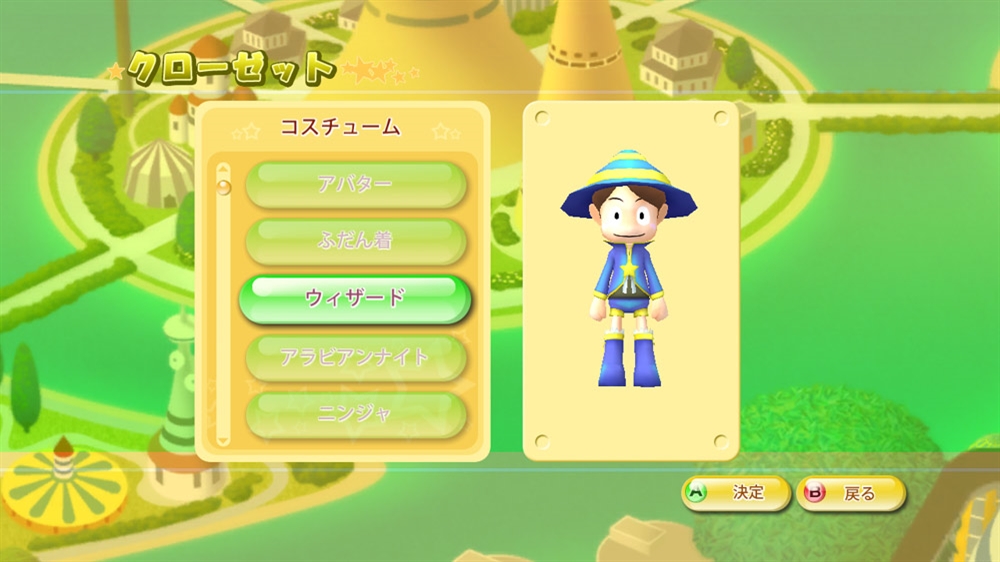 クローゼット
コスチューム
アバター
ふだん着
ウィザード
アラビアンナイト
ニンジャ
A 決定
B 戻る